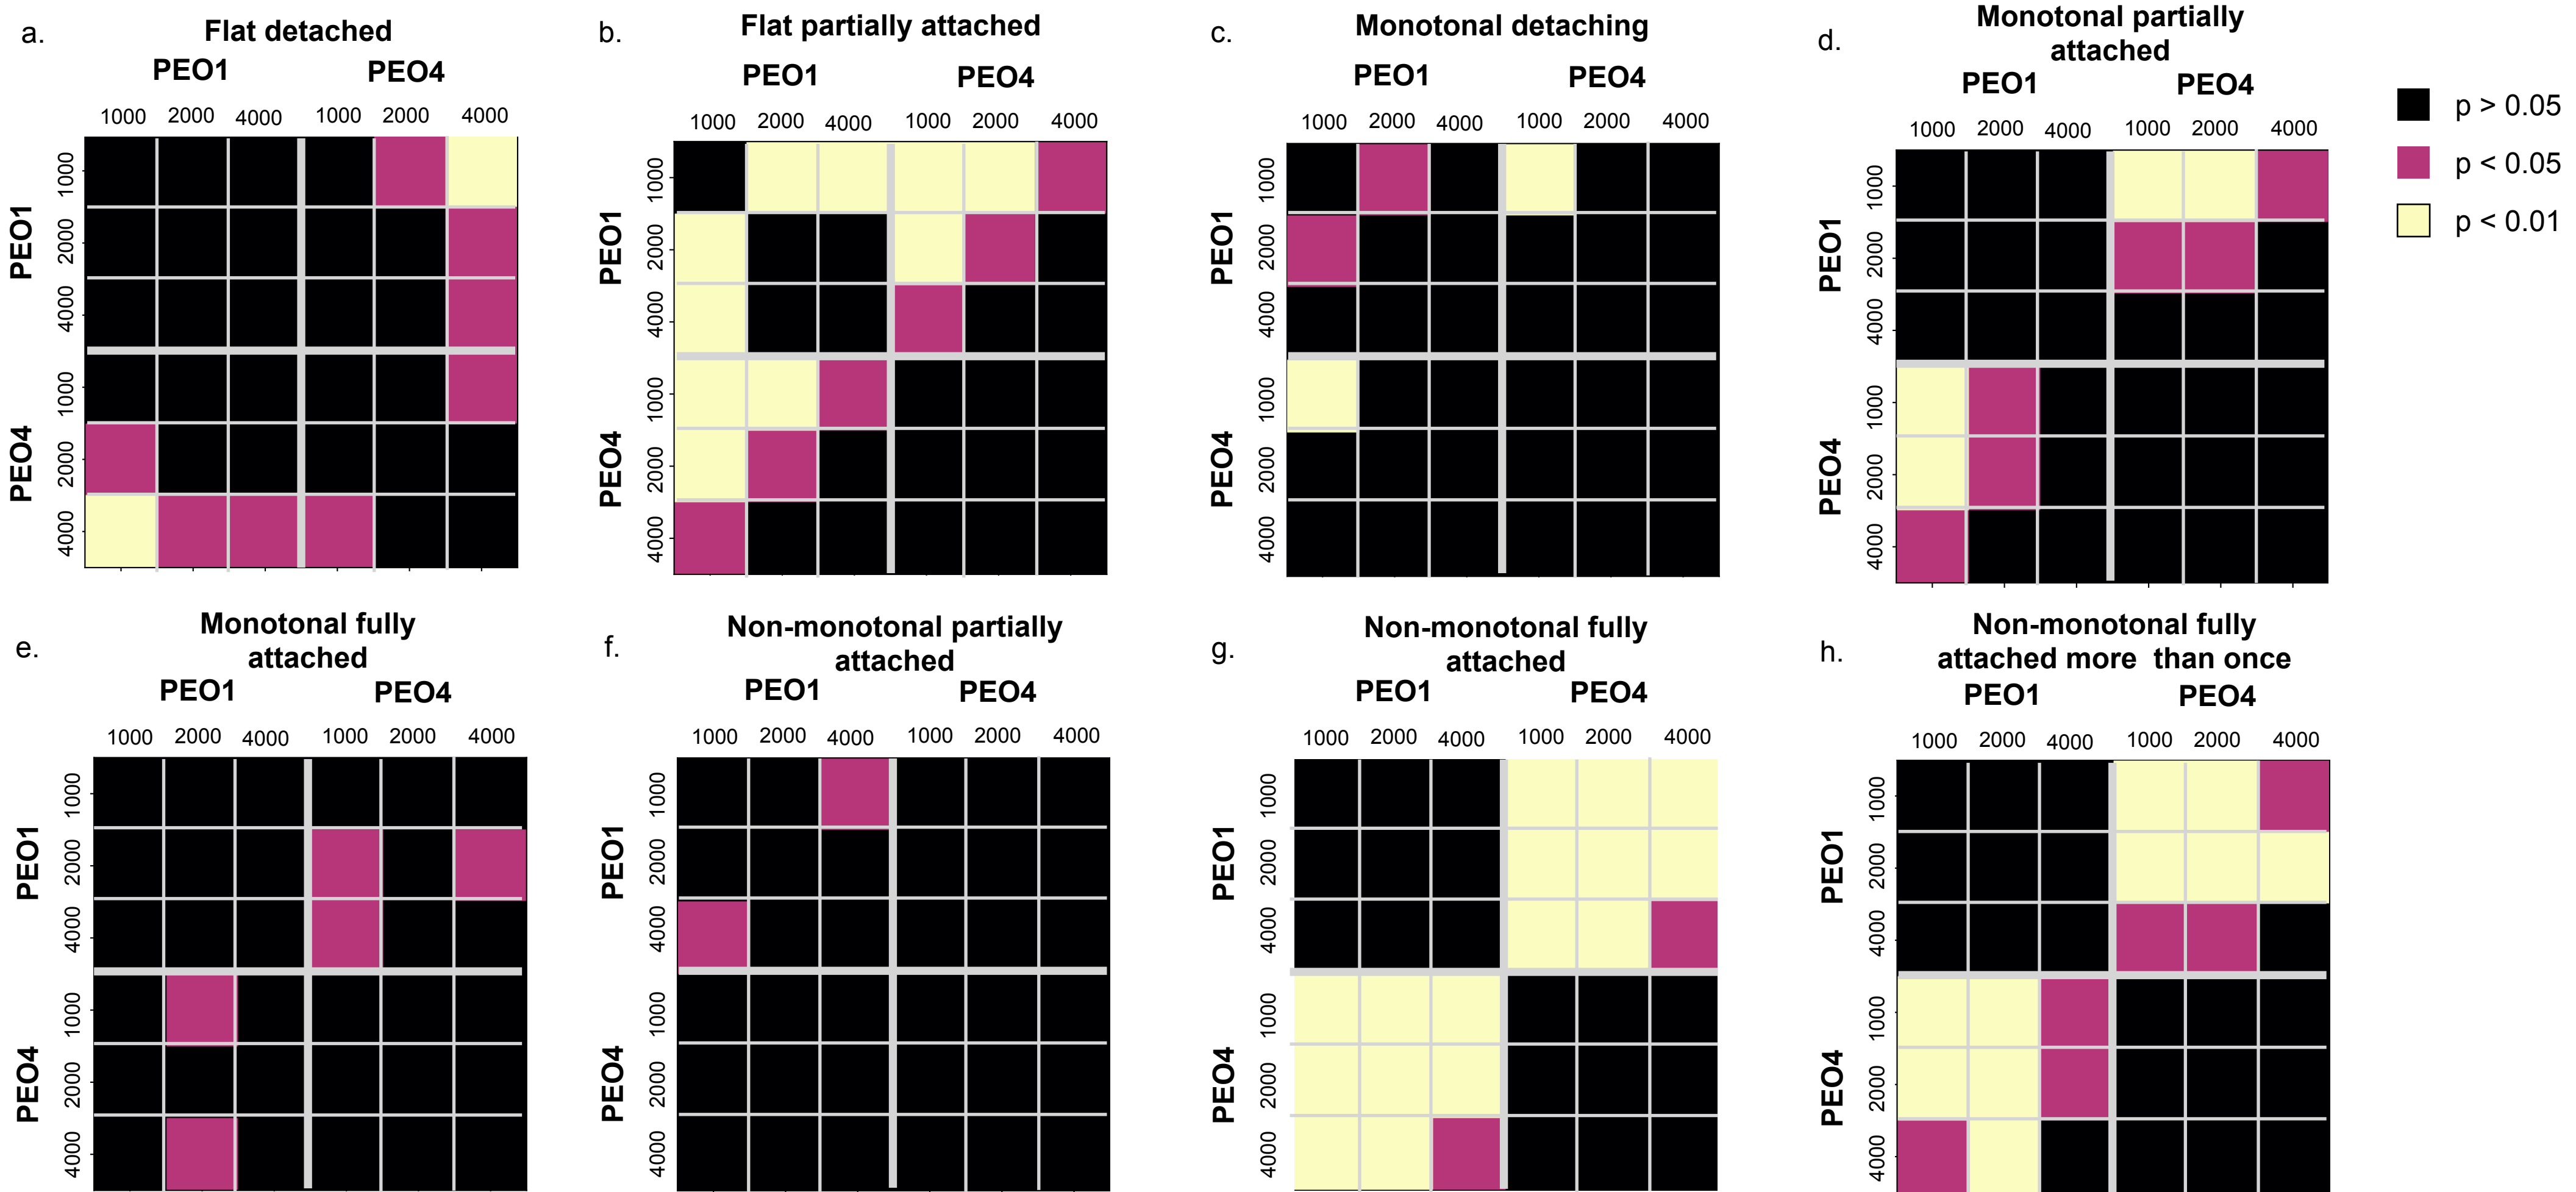 a.
Flat detached
PEO1 PEO4
1000 2000 4000 1000 2000 4000
PEO1
1000
2000
4000
PEO4
1000
2000
4000
b.
Flat partially attached
PEO1 PEO4
1000 2000 4000 1000 2000 4000
PEO1
1000
2000
4000
PEO4
1000
2000
4000
c.
Monotonal detaching
PEO1 PEO4
1000 2000 4000 1000 2000 4000
PEO1
1000
2000
4000
PEO4
1000
2000
4000
d.
Monotonal partially
attached
PEO1 PEO4
1000 2000 4000 1000 2000 4000
PEO1
1000
2000
4000
PEO4
1000
2000
4000
p > 0.05
p < 0.05
p < 0.01
e.
Monotonal fully
attached
PEO1 PEO4
1000 2000 4000 1000 2000 4000
PEO1
1000
2000
4000
PEO4
1000
2000
4000
f.
Non-monotonal partially
attached
PEO1 PEO4
1000 2000 4000 1000 2000 4000
PEO1
1000
2000
4000
PEO4
1000
2000
4000
g.
Non-monotonal fully
attached
PEO1 PEO4
1000 2000 4000 1000 2000 4000
PEO1
1000
2000
4000
PEO4
1000
2000
4000
h.
Non-monotonal fully
attached more than once
PEO1 PEO4
1000 2000 4000 1000 2000 4000
PEO1
1000
2000
4000
PEO4
1000
2000
4000